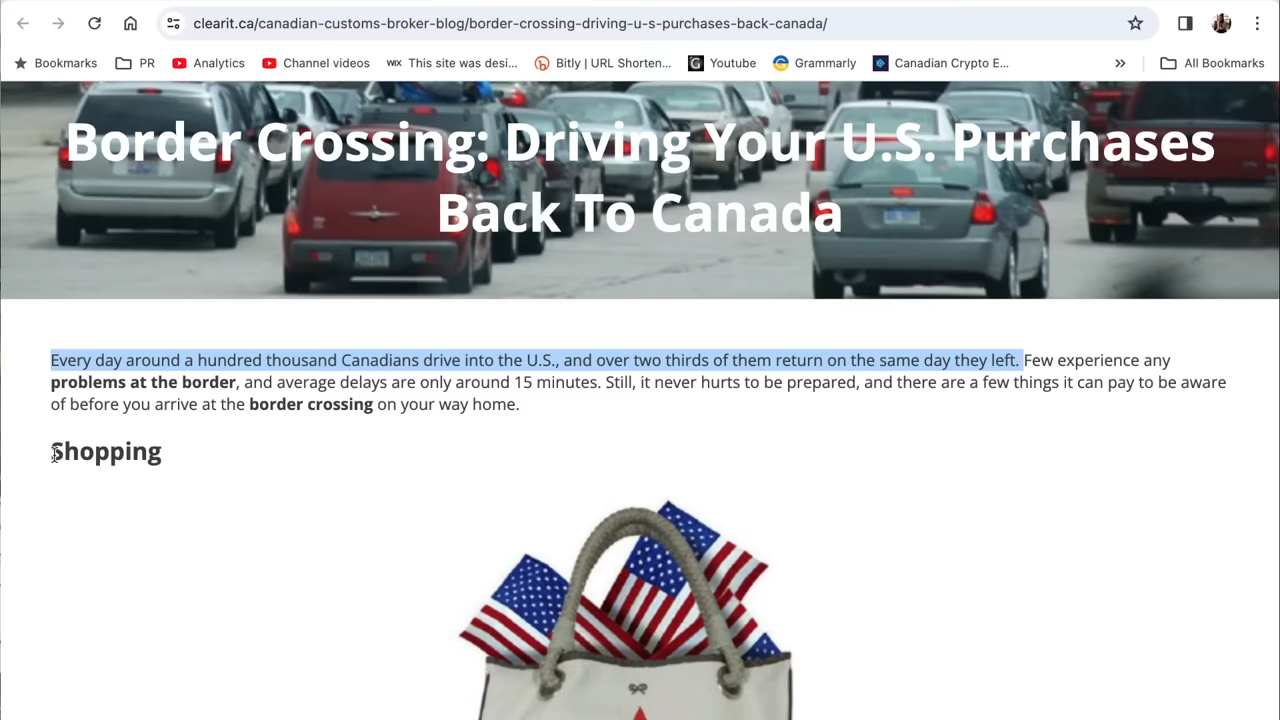 clearit.ca/canadian-customs-broker-blog/border-crossing-driving-u-s-purchases-back-canada/
Bookmarks PR Analytics Channel videos WiX This site was desi... Bitly | URL Shorten... Youtube Grammarly Canadian Crypto E... » All Bookmarks
Border Crossing: Driving Your U.S. Purchases
Back To Canada
Every day around a hundred thousand Canadians drive into the U.S., and over two thirds of them return on the same day they left. Few experience any
problems at the border, and average delays are only around 15 minutes. Still, it never hurts to be prepared, and there are a few things it can pay to be aware
of before you arrive at the border crossing on your way home.
Shopping